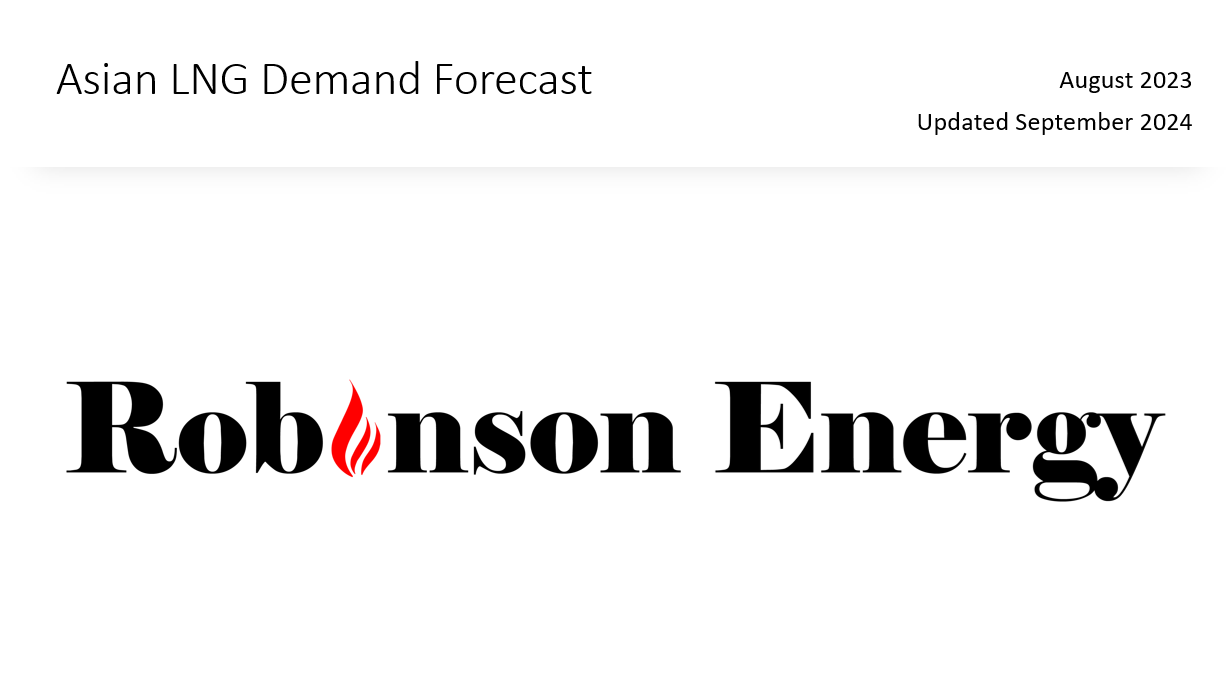 Asian LNG Demand Forecast
August 2023
Updated September 2024
Robinson Energy